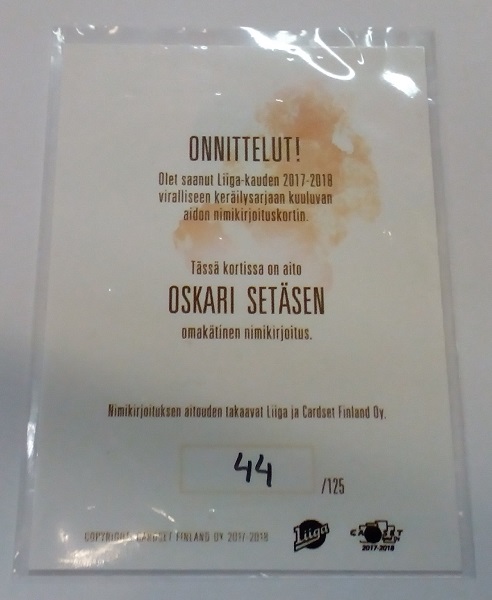 ONNITTELUT!
Olet saanut Liiga-kauden 2017-2018
viralliseen keräilysarjaan kuuluvan
aidon nimikirjoituskortin.
Tässä kortissa on aito
OSKARI SETÄSEN
omakätinen nimikirjoitus.
Nimikirjoituksen aitouden takaavat Liiga ja Cardset Finland Oy.
44 /125
COPYRIGHT CARDSET FINLAND OY 2017-2018
Liiga
CARDSET
2017-2018